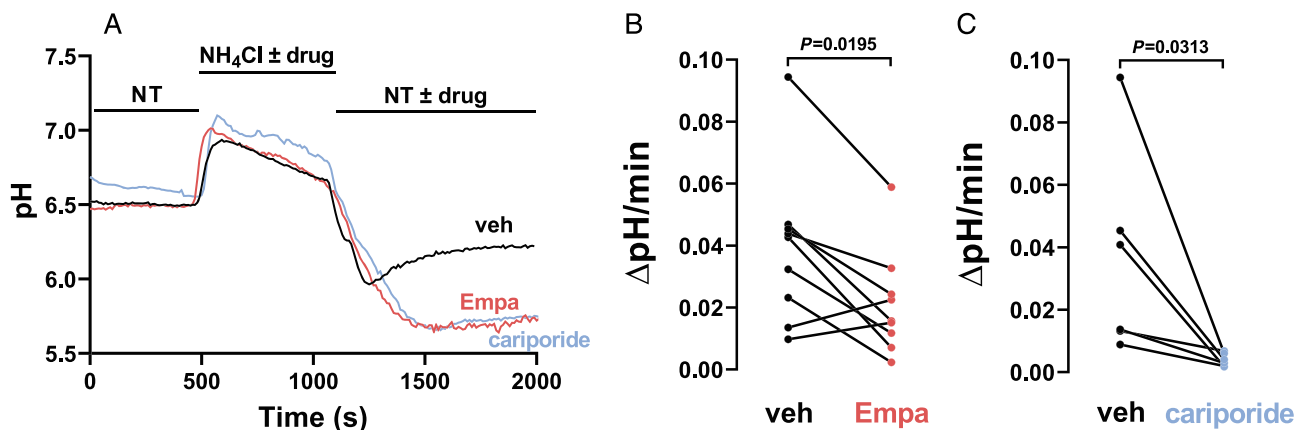 A
7.5
7.0
6.5
6.0
5.5
pH
NT
NH₄Cl ± drug
NT ± drug
veh
Empa
cariporide
0
500
1000
1500
2000
Time (s)
B
P=0.0195
0.10
0.08
0.06
0.04
0.02
0.00
ΔpH/min
veh
Empa
C
P=0.0313
0.10
0.08
0.06
0.04
0.02
0.00
ΔpH/min
veh
cariporide